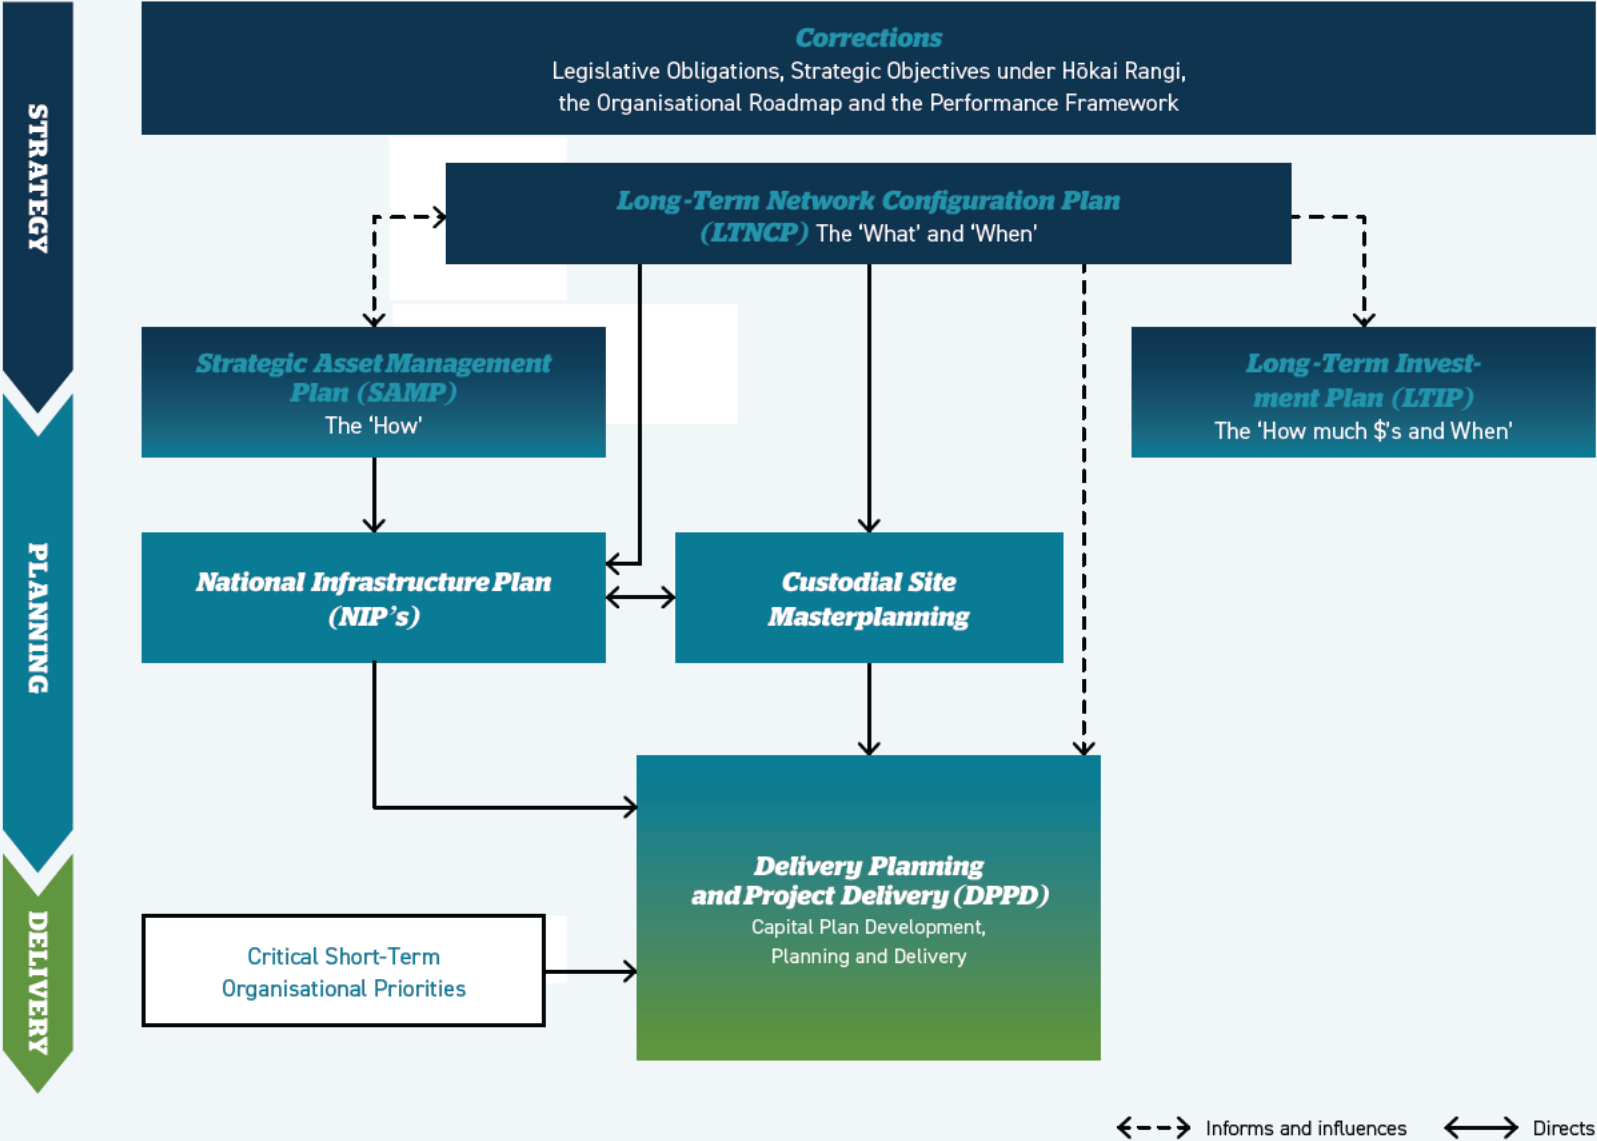 STRATEGY
Corrections
Legislative Obligations, Strategic Objectives under Hōkai Rangi,
the Organisational Roadmap and the Performance Framework
Long-Term Network Configuration Plan
(LTNCP) The ‘What’ and ‘When’
Strategic Asset Management
Plan (SAMP)
The ‘How’
Long-Term Invest-
ment Plan (LTIP)
The ‘How much $’s and When’
PLANNING
National Infrastructure Plan
(NIP’s)
Custodial Site
Masterplanning
DELIVERY
Delivery Planning
and Project Delivery (DPPD)
Capital Plan Development,
Planning and Delivery
Critical Short-Term
Organisational Priorities
Informs and influences
Directs